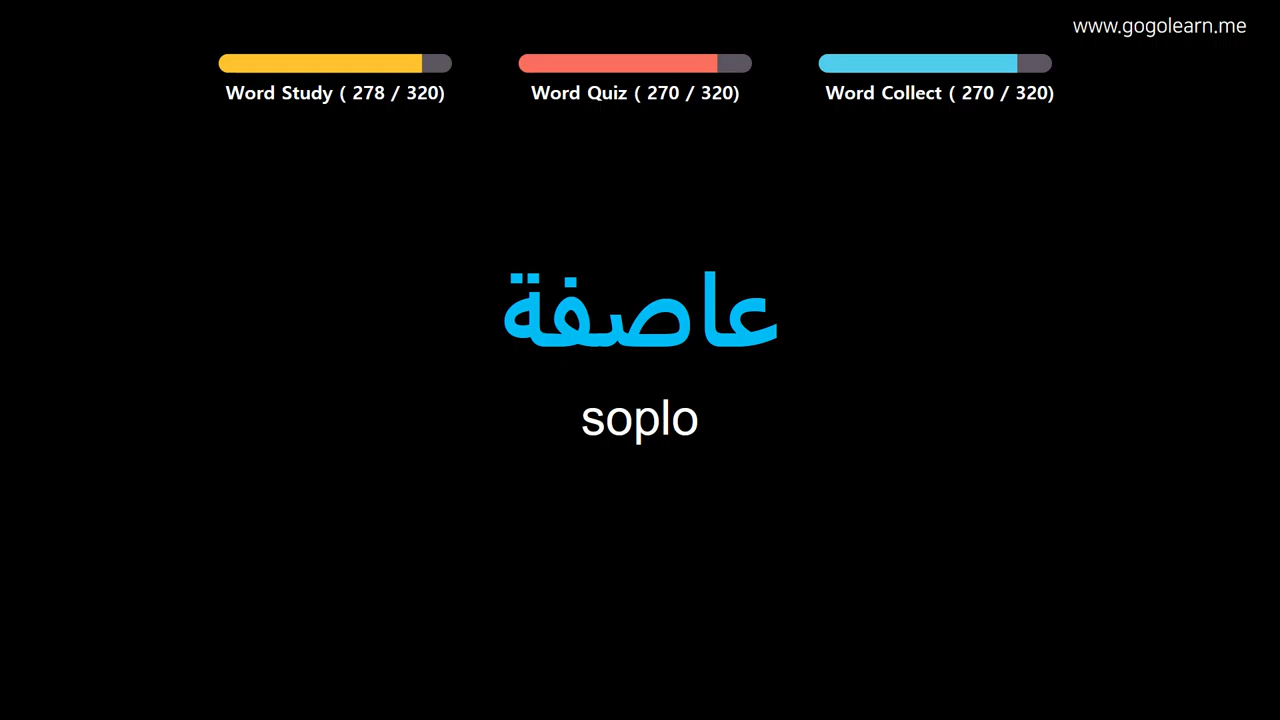 www.gogolearn.me
Word Study ( 278 / 320)
Word Quiz ( 270 / 320)
Word Collect ( 270 / 320)
عاصفة
soplo